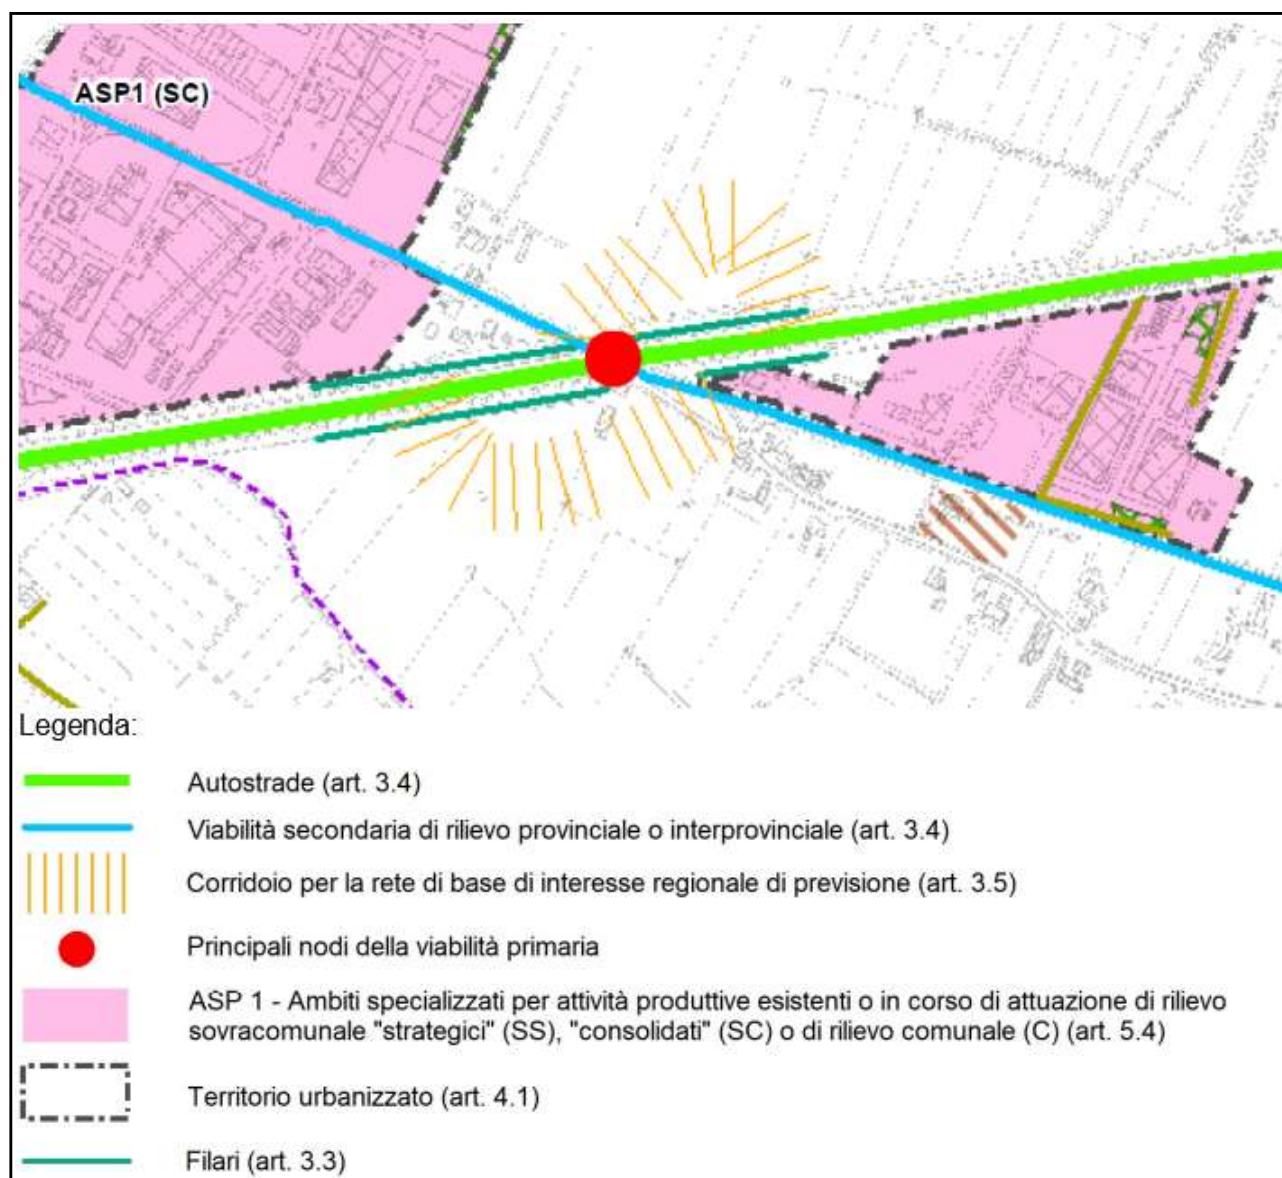 ASP1 (SC)
Legenda:
Autostrade (art. 3.4)
Viabilità secondaria di rilievo provinciale o interprovinciale (art. 3.4)
Corridoio per la rete di base di interesse regionale di previsione (art. 3.5)
Principali nodi della viabilità primaria
ASP 1 - Ambiti specializzati per attività produttive esistenti o in corso di attuazione di rilievo
sovracomunale "strategici" (SS), "consolidati" (SC) o di rilievo comunale (C) (art. 5.4)
Territorio urbanizzato (art. 4.1)
Filari (art. 3.3)